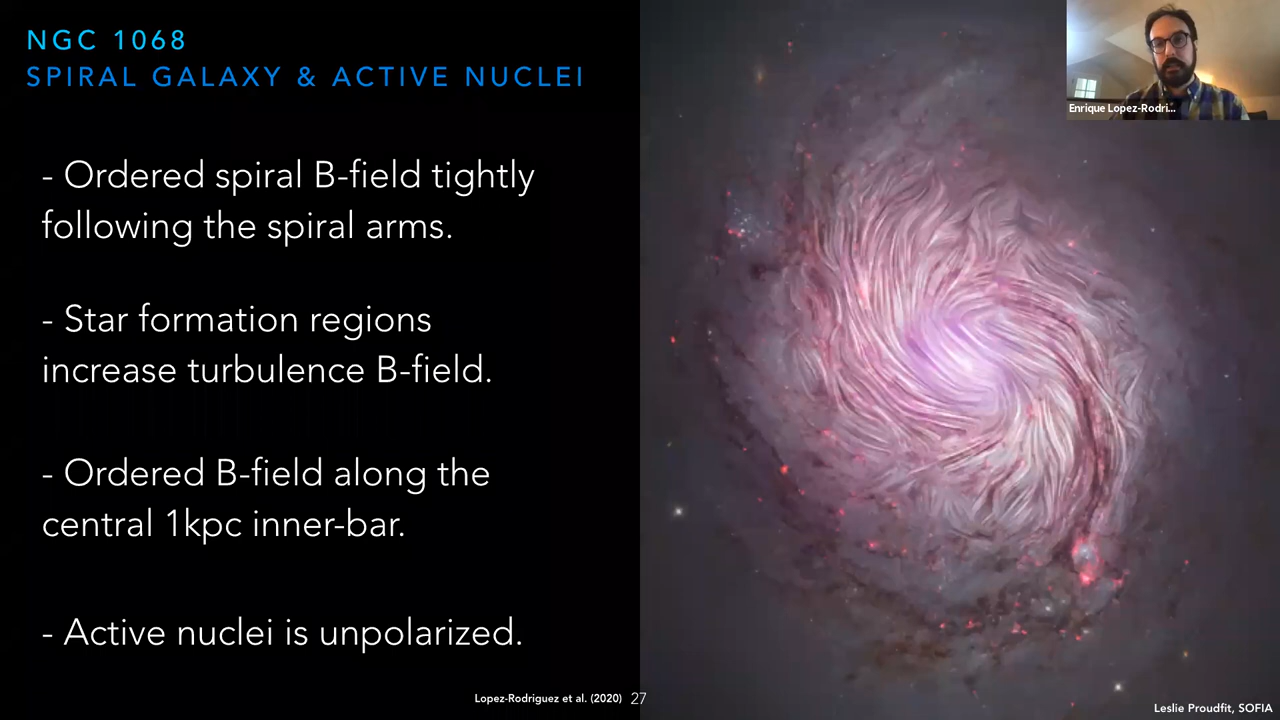 NGC 1068
SPIRAL GALAXY & ACTIVE NUCLEI
- Ordered spiral B-field tightly
following the spiral arms.
- Star formation regions
increase turbulence B-field.
- Ordered B-field along the
central 1kpc inner-bar.
- Active nuclei is unpolarized.
Lopez-Rodriguez et al. (2020) 27
Enrique Lopez-Rodri...
Leslie Proudfit, SOFIA